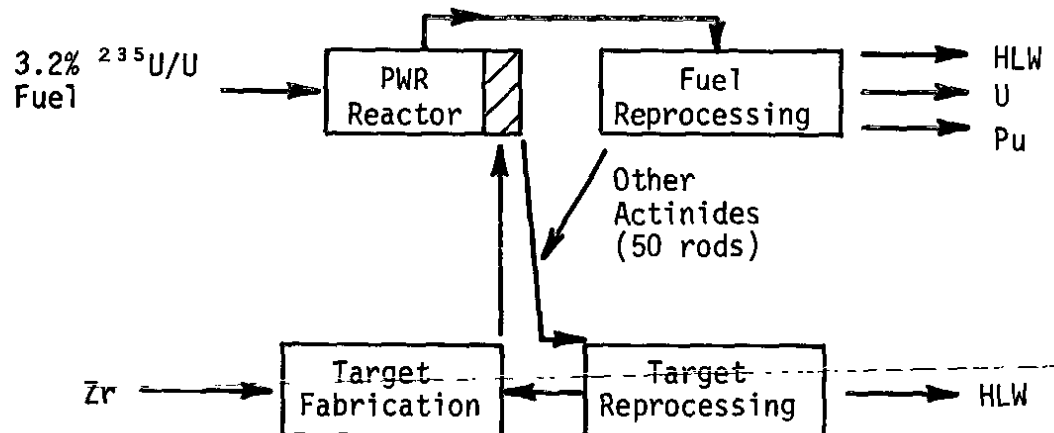 3.2% ²³⁵U/U
Fuel
PWR
Reactor
Fuel
Reprocessing
HLW
U
Pu
Other
Actinides
(50 rods)
Zr
Target
Fabrication
Target
Reprocessing
HLW